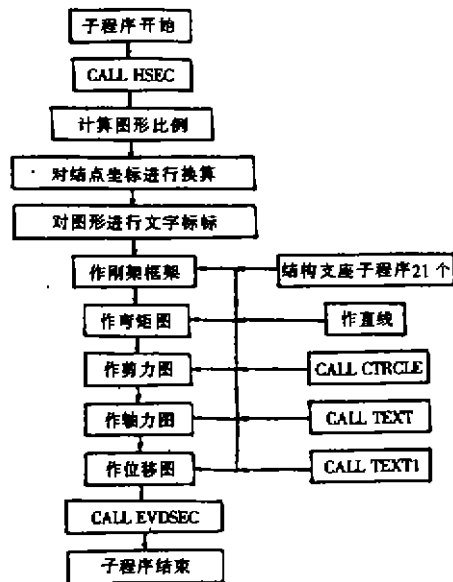 子程序开始
CALL HSEC
计算图形比例
对结点坐标进行换算
对图形进行文字标标
作刚架框架
结构支座子程序21个
作弯矩图
作直线
作剪力图
CALL CTRCLE
作轴力图
CALL TEXT
作位移图
CALL TEXT1
CALL EVDSEC
子程序结束